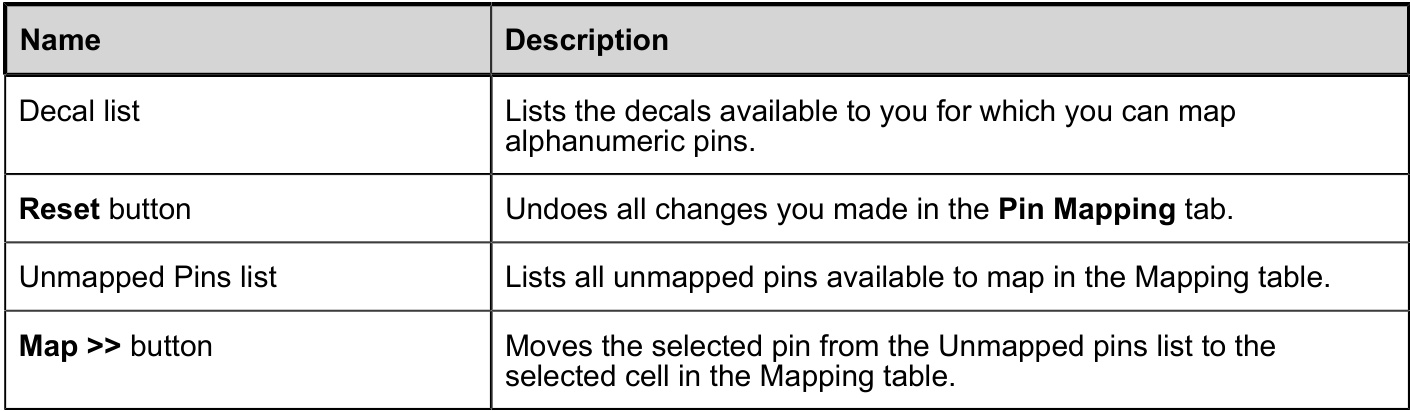 Name Description
Decal list Lists the decals available to you for which you can map
alphanumeric pins.
Reset button Undoes all changes you made in the Pin Mapping tab.
Unmapped Pins list Lists all unmapped pins available to map in the Mapping table.
Map >> button Moves the selected pin from the Unmapped pins list to the
selected cell in the Mapping table.